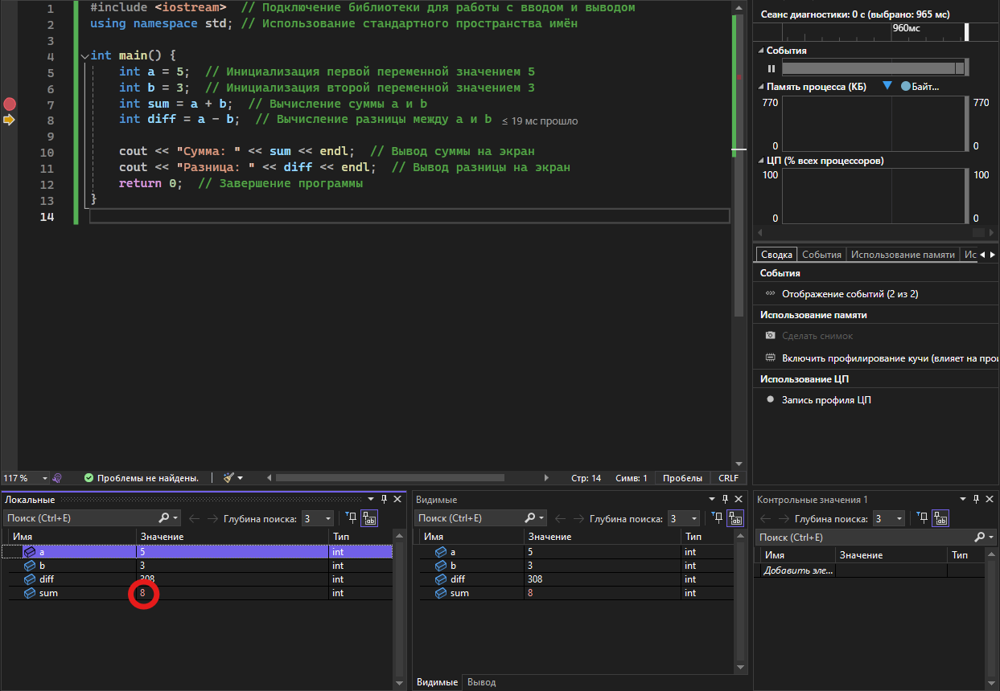 1 #include <iostream> // Подключение библиотеки для работы с вводом и выводом
2 using namespace std; // Использование стандартного пространства имён
3
4 int main() {
5 int a = 5; // Инициализация первой переменной значением 5
6 int b = 3; // Инициализация второй переменной значением 3
7 int sum = a + b; // Вычисление суммы a и b
8 int diff = a - b; // Вычисление разницы между a и b ≤ 19 мс прошло
9
10 cout << "Сумма: " << sum << endl; // Вывод суммы на экран
11 cout << "Разница: " << diff << endl; // Вывод разницы на экран
12 return 0; // Завершение программы
13 }
14
117 % Проблемы не найдены. Стр: 14 Симв: 1 Пробелы CRLF
Сеанс диагностики: 0 с (выбрано: 965 мс)
960мс
События
Память процесса (КБ) Байт...
770 770
0 0
ЦП (% всех процессоров)
100 100
0 0
Сводка События Использование памяти Ис
События
Отображение событий (2 из 2)
Использование памяти
Сделать снимок
Включить профилирование кучи (влияет на прои
Использование ЦП
Запись профиля ЦП
Локальные
Поиск (Ctrl+E) Глубина поиска: 3
Имя Значение Тип
a 5 int
b 3 int
diff 308 int
sum 8 int
Видимые
Поиск (Ctrl+E) Глубина поиска: 3
Имя Значение Тип
a 5 int
b 3 int
diff 308 int
sum 8 int
Видимые Вывод
Контрольные значения 1
Глубина поиска: 3
Поиск (Ctrl+E)
Имя Значение Тип
Добавить эле...